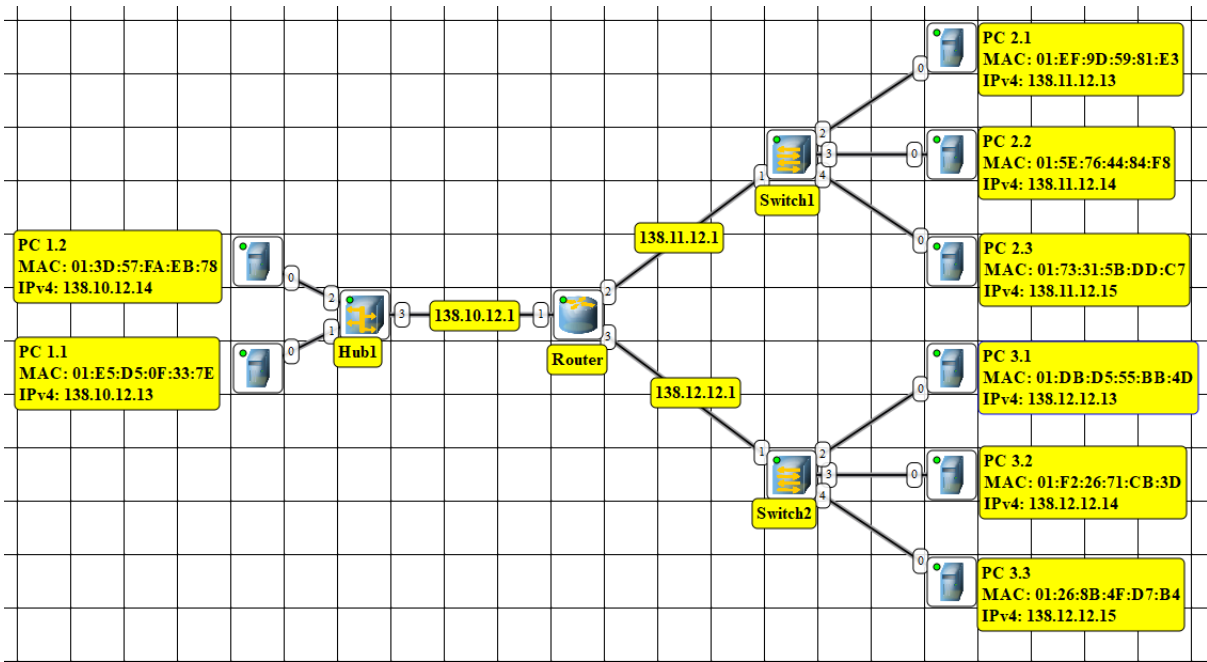 PC 2.1
MAC: 01:EF:9D:59:81:E3
IPv4: 138.11.12.13
0
2
PC 2.2
MAC: 01:5E:76:44:84:F8
IPv4: 138.11.12.14
3
0
1
4
Switch1
138.11.12.1
PC 1.2
MAC: 01:3D:57:FA:EB:78
IPv4: 138.10.12.14
0
2
PC 2.3
MAC: 01:73:31:5B:DD:C7
IPv4: 138.11.12.15
0
2
3
138.10.12.1
1
1
3
Hub1
Router
PC 1.1
MAC: 01:E5:D5:0F:33:7E
IPv4: 138.10.12.13
0
PC 3.1
MAC: 01:DB:D5:55:BB:4D
IPv4: 138.12.12.13
0
138.12.12.1
1
2
PC 3.2
MAC: 01:F2:26:71:CB:3D
IPv4: 138.12.12.14
3
0
4
Switch2
PC 3.3
MAC: 01:26:8B:4F:D7:B4
IPv4: 138.12.12.15
0